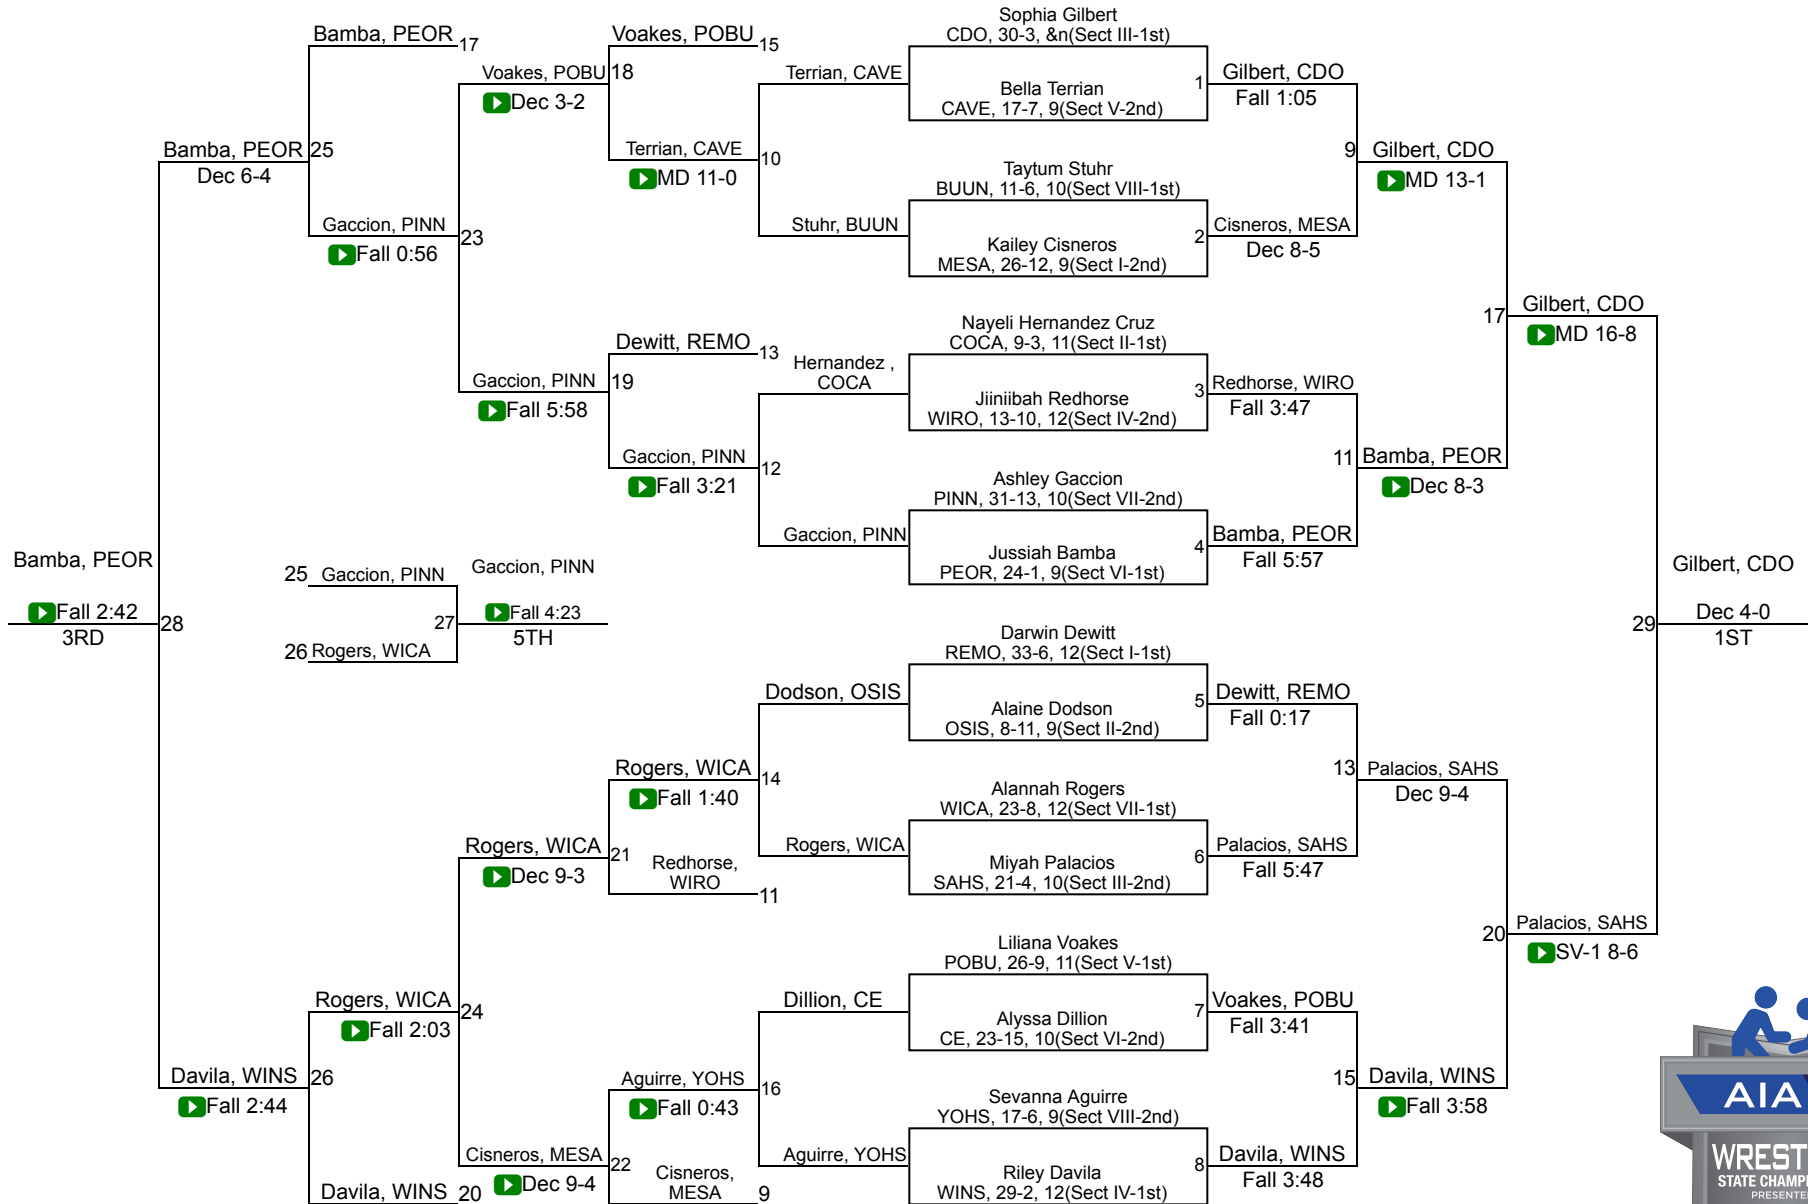 Bamba, PEOR
17
Voakes, POBU
18
Dec 3-2
Bamba, PEOR
25
Dec 6-4
Gaccion, PINN
23
Fall 0:56
Voakes, POBU
15
Terrian, CAVE
10
MD 11-0
Terrian, CAVE
Stuhr, BUUN
Dewitt, REMO
13
Gaccion, PINN
19
Fall 5:58
Gaccion, PINN
12
Fall 3:21
Hernandez ,
COCA
Gaccion, PINN
Bamba, PEOR
Fall 2:42
3RD
28
25
Gaccion, PINN
26
Rogers, WICA
27
Gaccion, PINN
Fall 4:23
5TH
Dodson, OSIS
Rogers, WICA
14
Fall 1:40
Rogers, WICA
Rogers, WICA
21
Dec 9-3
Redhorse,
WIRO
11
Rogers, WICA
24
Fall 2:03
Davila, WINS
26
Fall 2:44
Dillion, CE
Aguirre, YOHS
16
Fall 0:43
Aguirre, YOHS
Cisneros, MESA
22
Dec 9-4
Cisneros,
MESA
9
Davila, WINS
20
Sophia Gilbert
CDO, 30-3, &n(Sect III-1st)
1
Bella Terrian
CAVE, 17-7, 9(Sect V-2nd)
Taytum Stuhr
BUUN, 11-6, 10(Sect VIII-1st)
2
Kailey Cisneros
MESA, 26-12, 9(Sect I-2nd)
Nayeli Hernandez Cruz
COCA, 9-3, 11(Sect II-1st)
3
Jiiniibah Redhorse
WIRO, 13-10, 12(Sect IV-2nd)
Ashley Gaccion
PINN, 31-13, 10(Sect VII-2nd)
4
Jussiah Bamba
PEOR, 24-1, 9(Sect VI-1st)
Darwin Dewitt
REMO, 33-6, 12(Sect I-1st)
5
Alaine Dodson
OSIS, 8-11, 9(Sect II-2nd)
Alannah Rogers
WICA, 23-8, 12(Sect VII-1st)
6
Miyah Palacios
SAHS, 21-4, 10(Sect III-2nd)
Liliana Voakes
POBU, 26-9, 11(Sect V-1st)
7
Alyssa Dillion
CE, 23-15, 10(Sect VI-2nd)
Sevanna Aguirre
YOHS, 17-6, 9(Sect VIII-2nd)
8
Riley Davila
WINS, 29-2, 12(Sect IV-1st)
Gilbert, CDO
Fall 1:05
Cisneros, MESA
Dec 8-5
9
Gilbert, CDO
MD 13-1
Redhorse, WIRO
Fall 3:47
Bamba, PEOR
Fall 5:57
11
Bamba, PEOR
Dec 8-3
17
Gilbert, CDO
MD 16-8
Dewitt, REMO
Fall 0:17
Palacios, SAHS
Fall 5:47
13
Palacios, SAHS
Dec 9-4
Voakes, POBU
Fall 3:41
Davila, WINS
Fall 3:48
15
Davila, WINS
Fall 3:58
20
Palacios, SAHS
SV-1 8-6
29
Gilbert, CDO
Dec 4-0
1ST
AIA
WREST
STATE CHAMP
PRESENTE